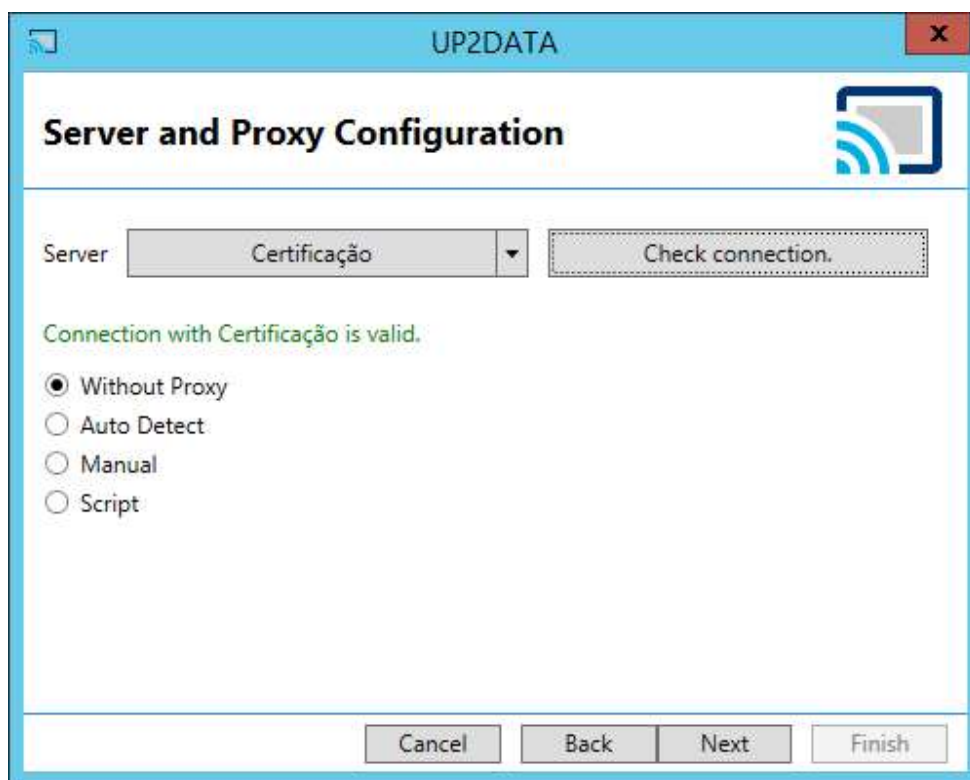 UP2DATA
x
Server and Proxy Configuration
Server Certificação Check connection.
Connection with Certificação is valid.
Without Proxy
Auto Detect
Manual
Script
Cancel Back Next Finish